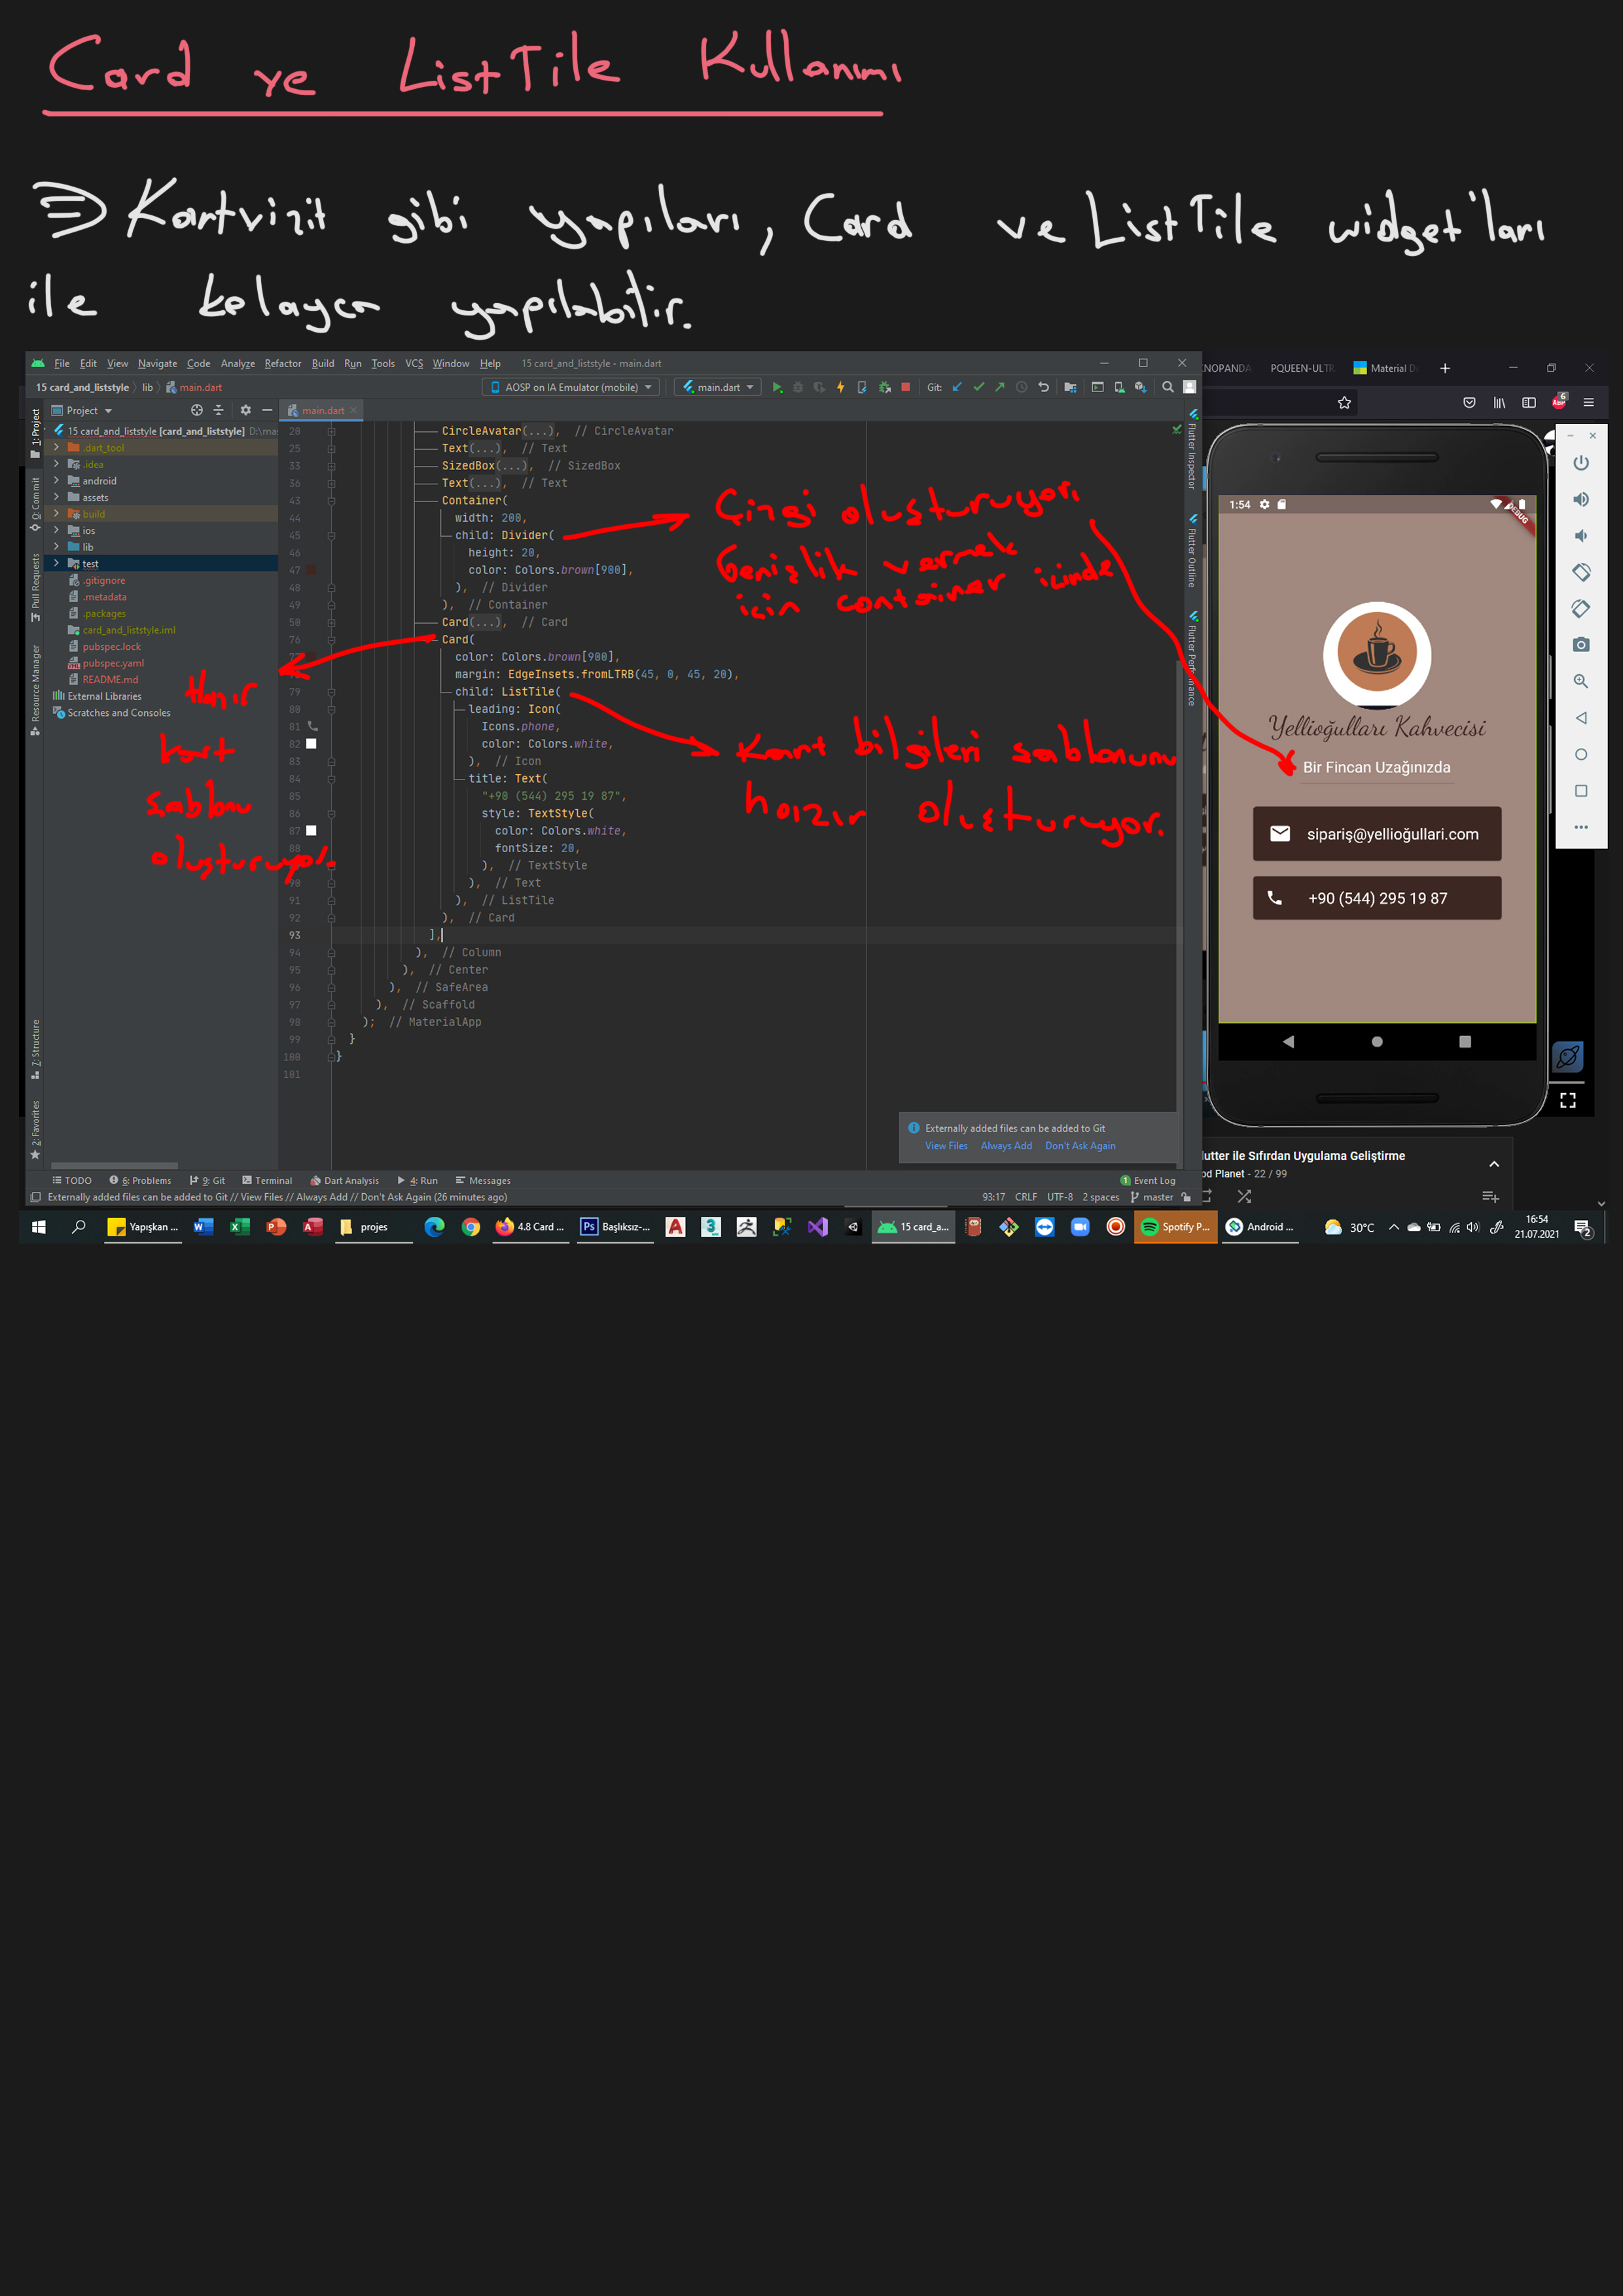 Card ve ListTile Kullanımı
⇒ Kartvizit gibi yapıları, Card ve ListTile widget'ları
ile kolayca yapılabilir.
File Edit View Navigate Code Analyze Refactor Build Run Tools VCS Window Help 15 card_and_liststyle - main.dart
15 card_and_liststyle lib main.dart
AOSP on IA Emulator (mobile) main.dart Git:
PQUEEN-ULTR Material D
Project
main.dart
1: Project
0: Commit
Pull Requests
Resource Manager
7: Structure
2: Favorites
15 card_and_liststyle [card_and_liststyle] D:\ma
.dart_tool
.idea
android
assets
build
ios
lib
test
.gitignore
.metadata
.packages
card_and_liststyle.iml
pubspec.lock
pubspec.yaml
README.md
External Libraries
Scratches and Consoles
20 CircleAvatar(...), // CircleAvatar
25 Text(...), // Text
33 SizedBox(...), // SizedBox
36 Text(...), // Text
43 Container(
44 width: 200,
45 child: Divider(
46 height: 20,
47 color: Colors.brown[900],
48 ), // Divider
49 ), // Container
50 Card(...), // Card
76 Card(
77 color: Colors.brown[900],
margin: EdgeInsets.fromLTRB(45, 0, 45, 20),
79 child: ListTile(
80 leading: Icon(
81 Icons.phone,
82 color: Colors.white,
83 ), // Icon
84 title: Text(
85 "+90 (544) 295 19 87",
86 style: TextStyle(
87 color: Colors.white,
88 fontSize: 20,
), // TextStyle
90 ), // Text
91 ), // ListTile
92 ), // Card
93 ],
94 ), // Column
95 ), // Center
96 ), // SafeArea
97 ), // Scaffold
98 ); // MaterialApp
99 }
100 }
101
Çizgi oluşturuyor.
Genişlik vermek
için container içinde
Hazır
kart
şablonu
oluşturuyor.
Kart bilgileri şablonunu
hazır oluşturuyor.
Flutter Inspector
Flutter Outline
Flutter Performance
1:54
DEBUG
Yellioğulları Kahvecisi
Bir Fincan Uzağınızda
sipariş@yellioğullari.com
+90 (544) 295 19 87
Externally added files can be added to Git
View Files Always Add Don't Ask Again
lutter ile Sıfırdan Uygulama Geliştirme
od Planet - 22 / 99
TODO 6: Problems 9: Git Terminal Dart Analysis 4: Run Messages
1 Event Log
Externally added files can be added to Git // View Files // Always Add // Don't Ask Again (26 minutes ago)
93:17 CRLF UTF-8 2 spaces master
Yapışkan ... projes 4.8 Card ... Başlıksız-... 15 card_a... Spotify P... Android ... 30°C
16:54
21.07.2021
2